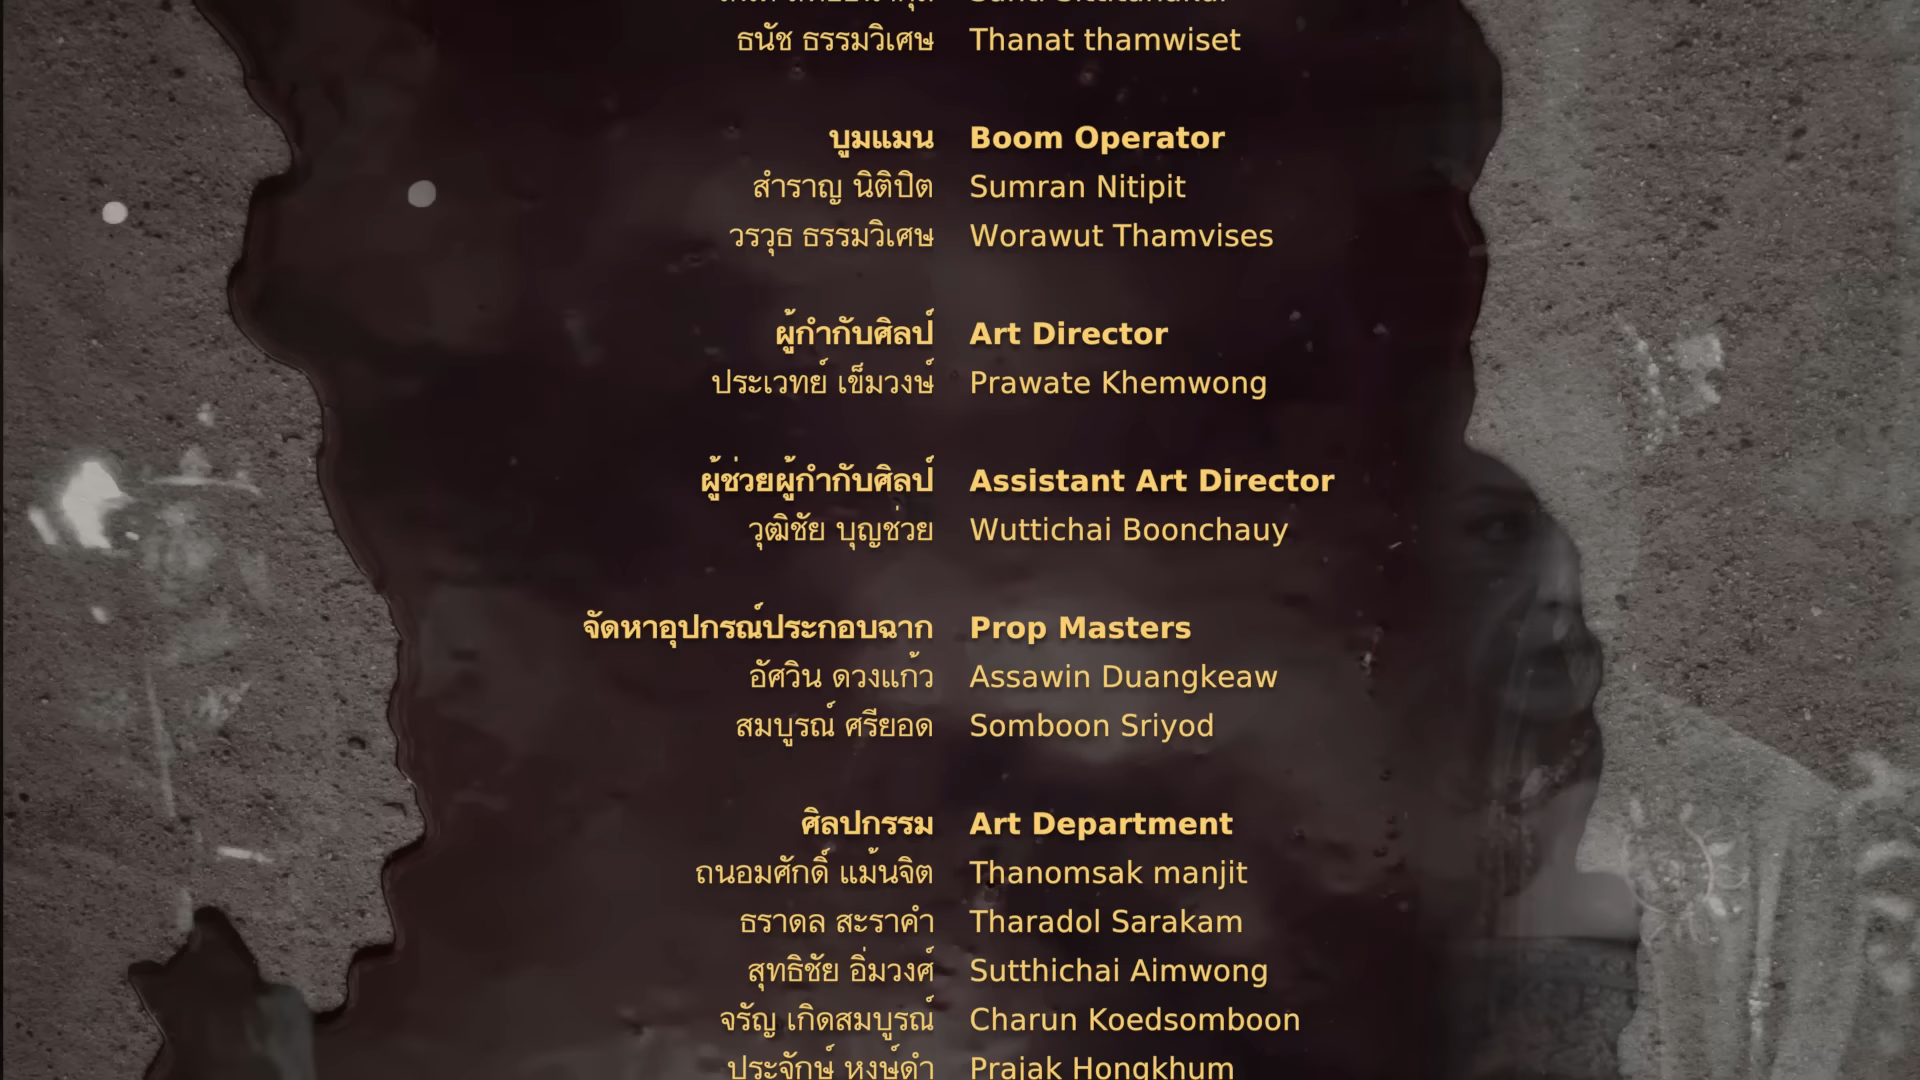 ธนัช ธรรมวิเศษ Thanat thamwiset
บูมแมน Boom Operator
สำราญ นิติปิต Sumran Nitipit
วรวุธ ธรรมวิเศษ Worawut Thamvises
ผู้กำกับศิลป์ Art Director
ประเวทย์ เข็มวงษ์ Prawate Khemwong
ผู้ช่วยผู้กำกับศิลป์ Assistant Art Director
วุฒิชัย บุญช่วย Wuttichai Boonchauy
จัดหาอุปกรณ์ประกอบฉาก Prop Masters
อัศวิน ดวงแก้ว Assawin Duangkeaw
สมบูรณ์ ศรียอด Somboon Sriyod
ศิลปกรรม Art Department
ถนอมศักดิ์ แม้นจิต Thanomsak manjit
ธราดล สะราคำ Tharadol Sarakam
สุทธิชัย อิ่มวงศ์ Sutthichai Aimwong
จรัญ เกิดสมบูรณ์ Charun Koedsomboon
ประจักษ์ หงษ์ดำ Prajak Hongkhum